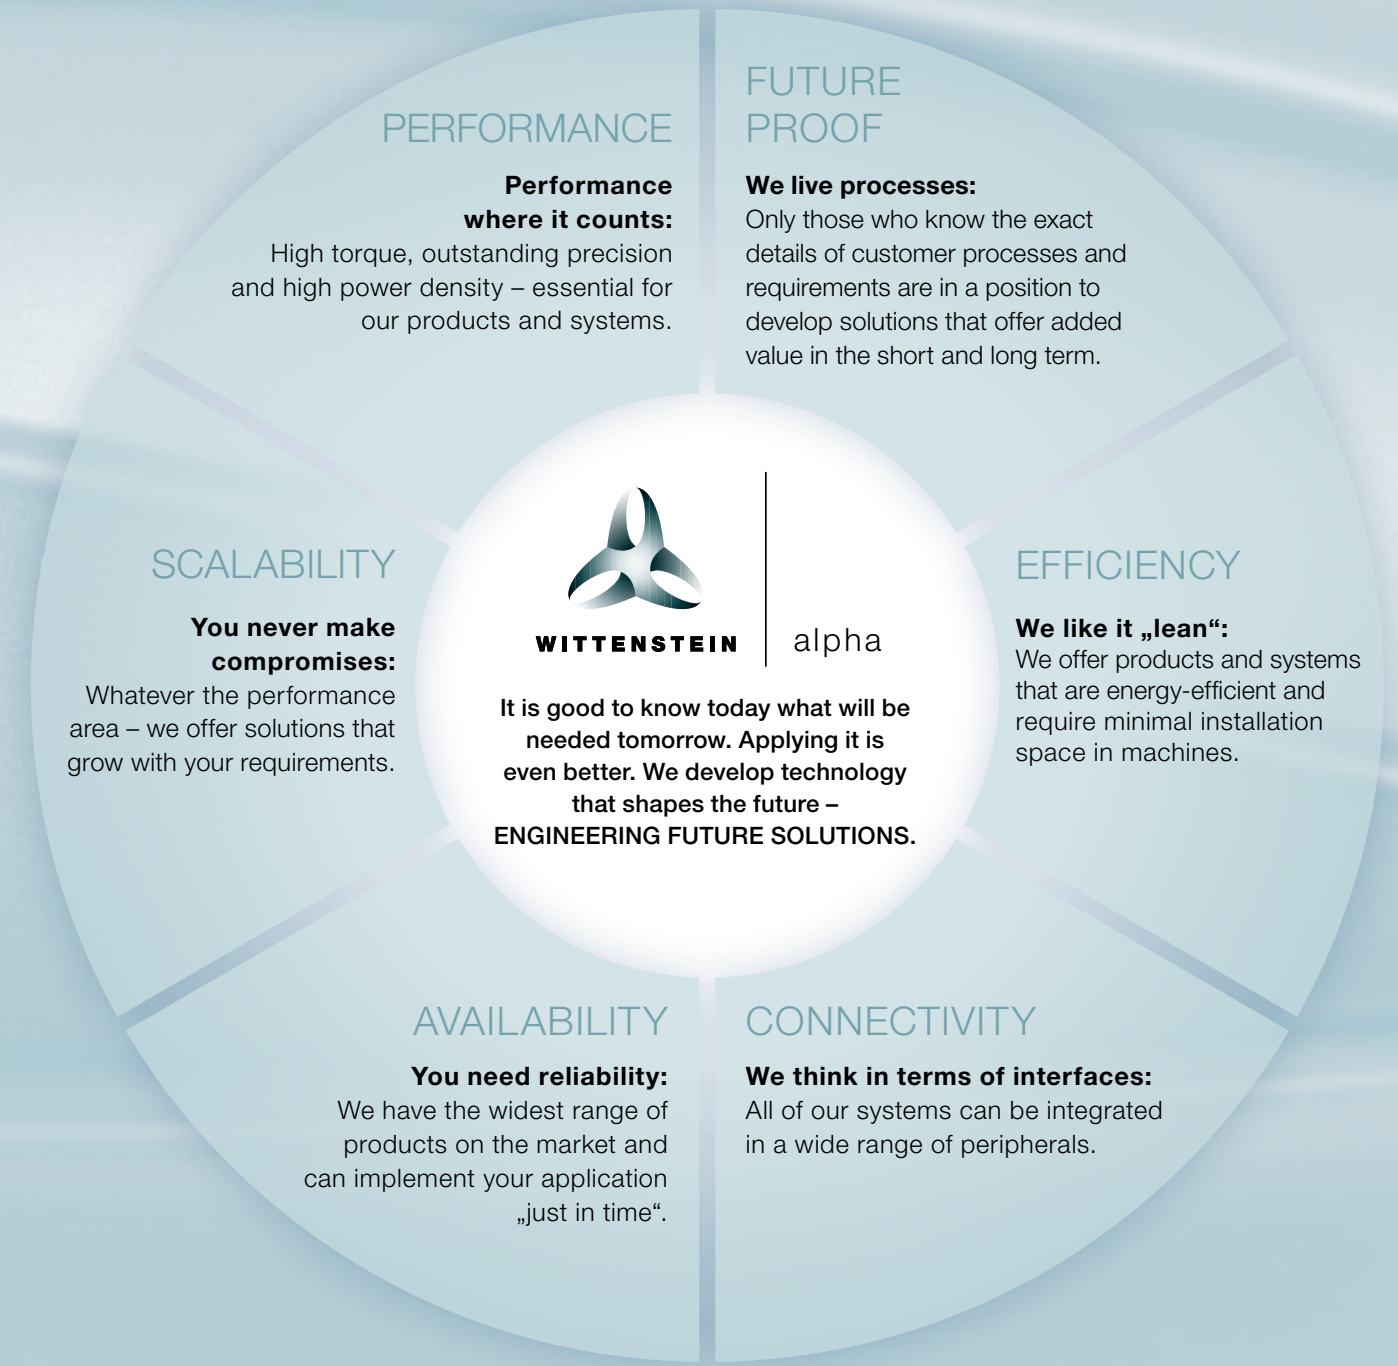 PERFORMANCE
Performance
where it counts:
High torque, outstanding precision
and high power density – essential for
our products and systems.
FUTURE
PROOF
We live processes:
Only those who know the exact
details of customer processes and
requirements are in a position to
develop solutions that offer added
value in the short and long term.
SCALABILITY
You never make
compromises:
Whatever the performance
area – we offer solutions that
grow with your requirements.
WITTENSTEIN
alpha
It is good to know today what will be
needed tomorrow. Applying it is
even better. We develop technology
that shapes the future –
ENGINEERING FUTURE SOLUTIONS.
EFFICIENCY
We like it „lean“:
We offer products and systems
that are energy-efficient and
require minimal installation
space in machines.
AVAILABILITY
You need reliability:
We have the widest range of
products on the market and
can implement your application
„just in time“.
CONNECTIVITY
We think in terms of interfaces:
All of our systems can be integrated
in a wide range of peripherals.